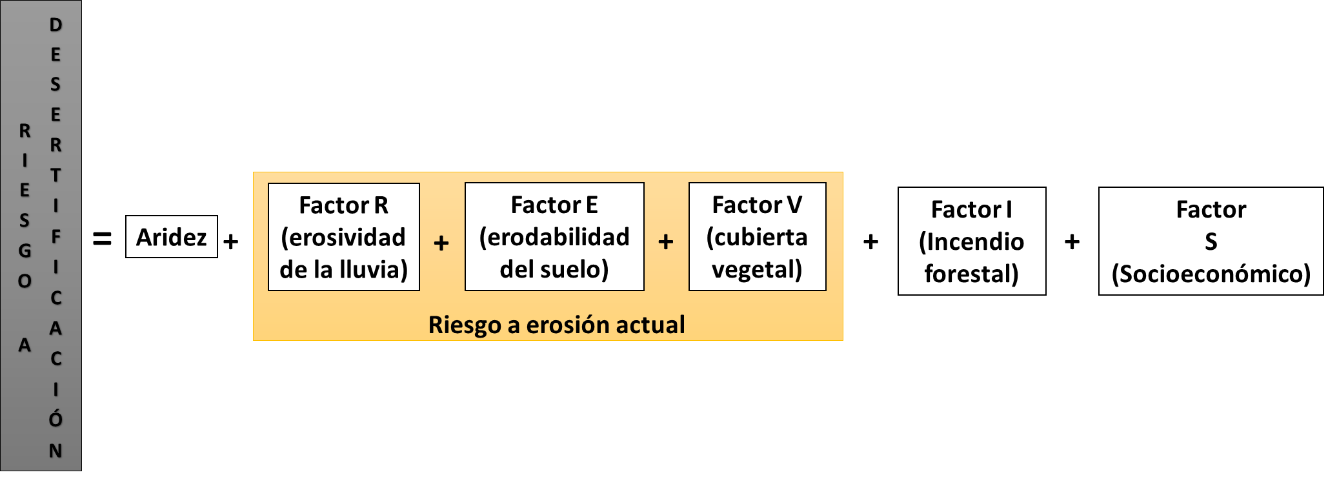 RIESGO A
DESERTIFICACIÓN
=
Aridez
+
Factor R
(erosividad
de la lluvia)
+
Factor E
(erodabilidad
del suelo)
+
Factor V
(cubierta
vegetal)
Riesgo a erosión actual
+
Factor I
(Incendio
forestal)
+
Factor
S
(Socioeconómico)